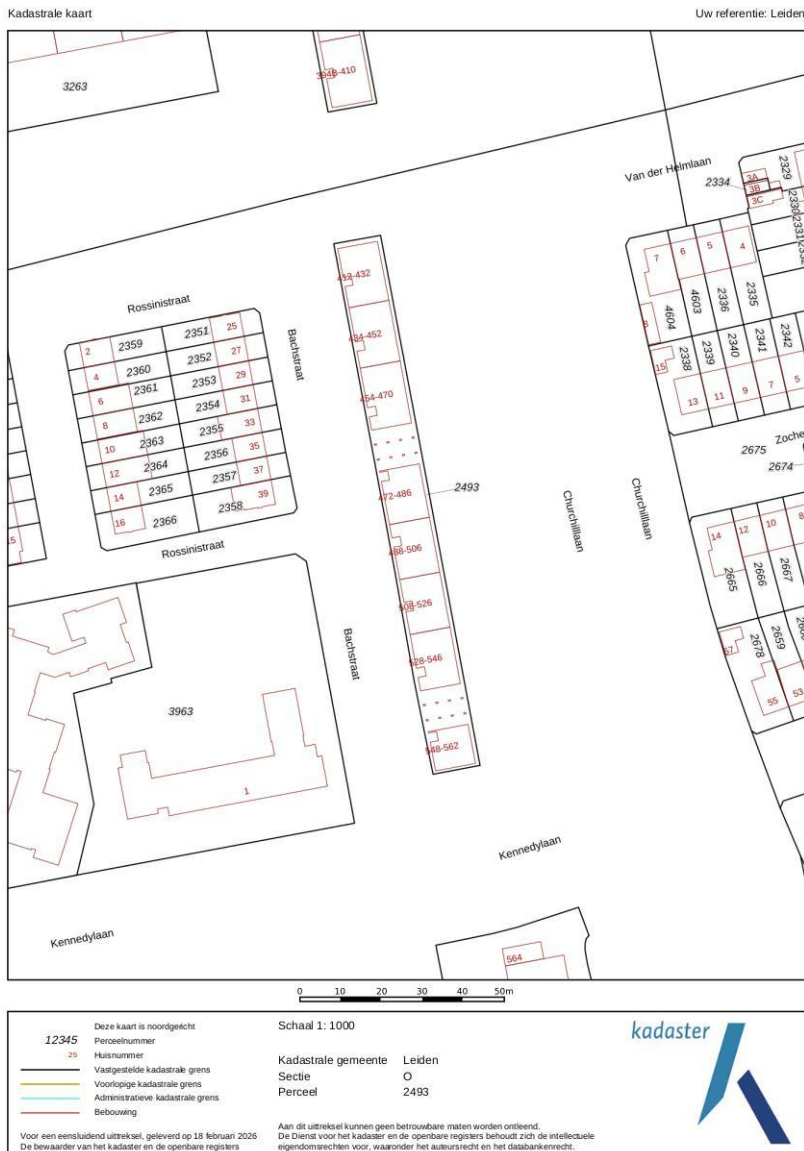 Kadastrale kaart
Uw referentie: Leiden
3263
394B-410
Van der Helmlaan
2334
3A
3B
3C
2329
2330
2331
7
6
5
4
4604
4603
2336
2335
412-432
434-452
454-470
472-486
488-506
508-526
528-546
548-562
2493
Rossinistraat
Bachstraat
2
2359
2351
25
4
2360
2352
27
6
2361
2353
29
8
2362
2354
31
10
2363
2355
33
12
2364
2356
35
14
2365
2357
37
16
2366
2358
39
Rossinistraat
15
2338
2339
2340
2341
2342
13
11
9
7
5
2675
2674
Churchilllaan
Churchilllaan
14
12
10
8
2665
2666
2667
57
2678
2659
55
53
Bachstraat
3963
1
Kennedylaan
Kennedylaan
564
0 10 20 30 40 50m
Deze kaart is noordgericht
12345 Perceelnummer
25 Huisnummer
Vastgestelde kadastrale grens
Voorlopige kadastrale grens
Administratieve kadastrale grens
Bebouwing
Voor een eensluidend uittreksel, geleverd op 18 februari 2026
De bewaarder van het kadaster en de openbare registers
Schaal 1: 1000
Kadastrale gemeente Leiden
Sectie O
Perceel 2493
Aan dit uittreksel kunnen geen betrouwbare maten worden ontleend.
De Dienst voor het kadaster en de openbare registers behoudt zich de intellectuele
eigendomsrechten voor, waaronder het auteursrecht en het databankenrecht.
kadaster